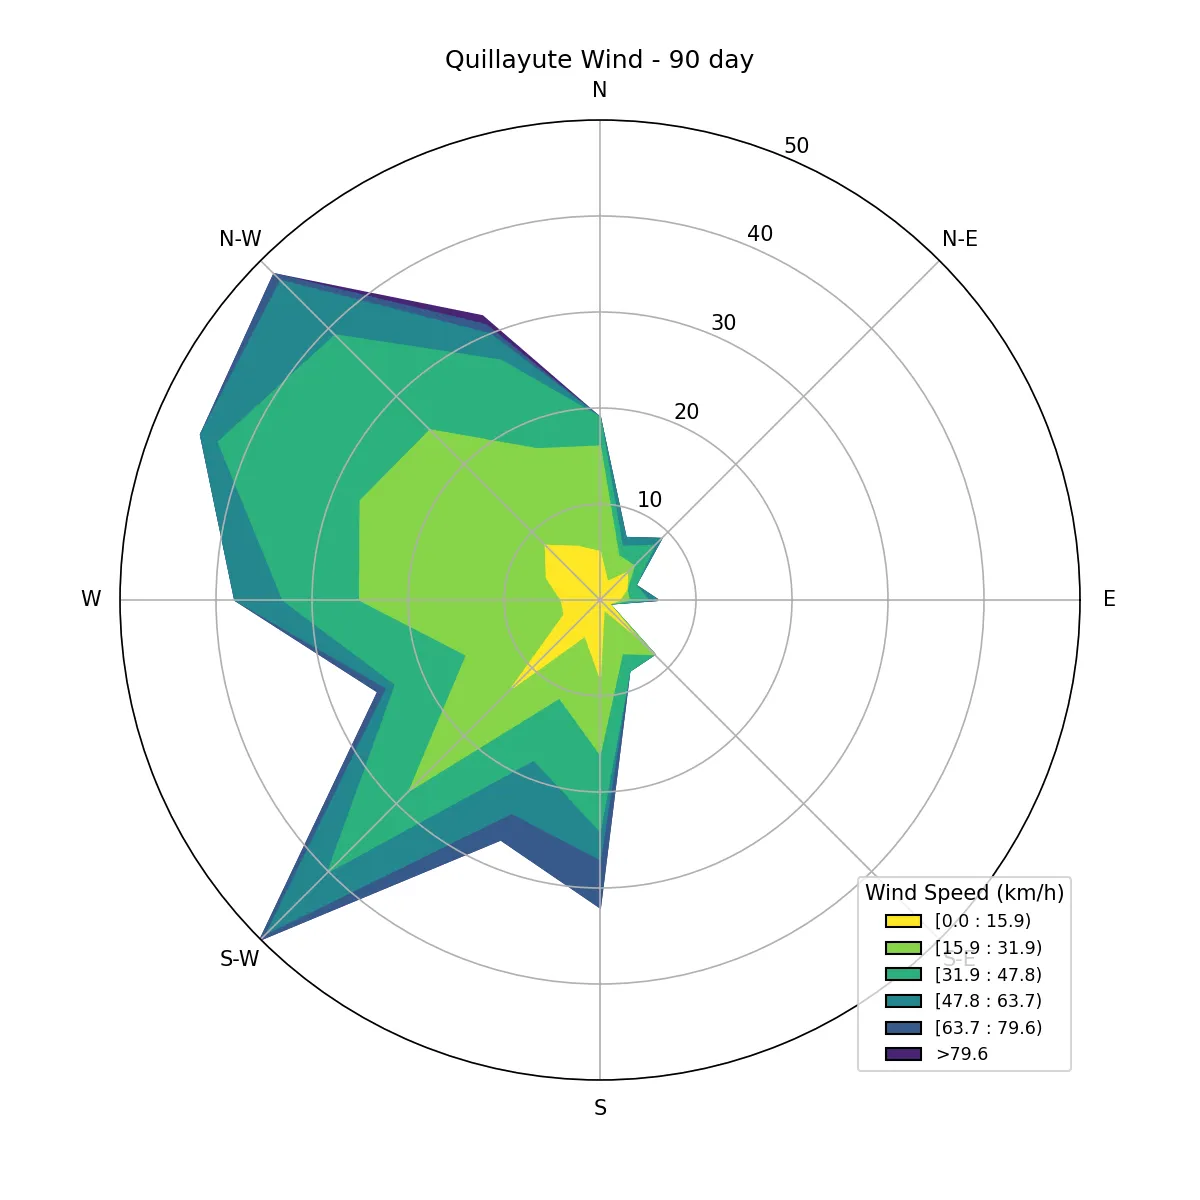 Quillayute Wind - 90 day
N
50
N-W
40
N-E
30
20
10
W
E
S-W
S-E
S
Wind Speed (km/h)
[0.0 : 15.9)
[15.9 : 31.9)
[31.9 : 47.8)
[47.8 : 63.7)
[63.7 : 79.6)
>79.6